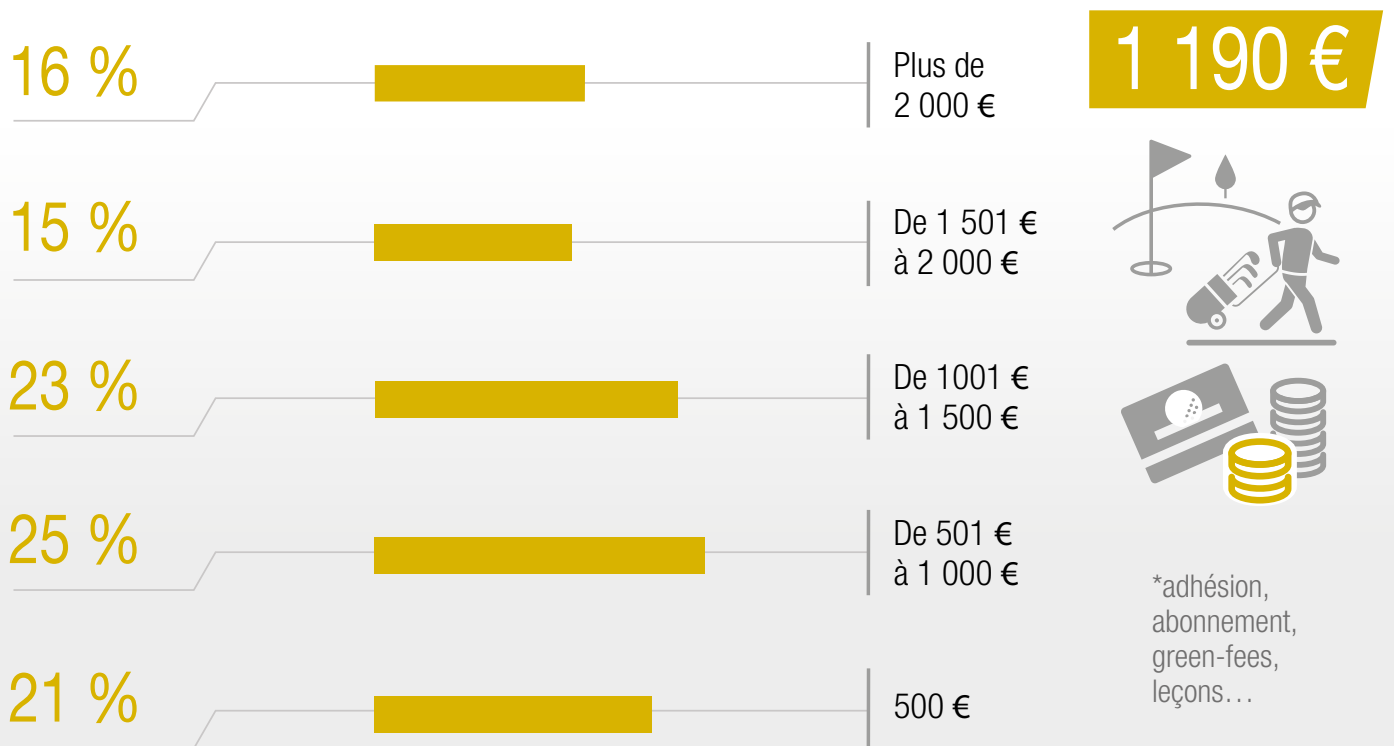 16 %
Plus de
2 000 €
1 190 €
15 %
De 1 501 €
à 2 000 €
23 %
De 1001 €
à 1 500 €
25 %
De 501 €
à 1 000 €
*adhésion,
abonnement,
green-fees,
leçons…
21 %
500 €